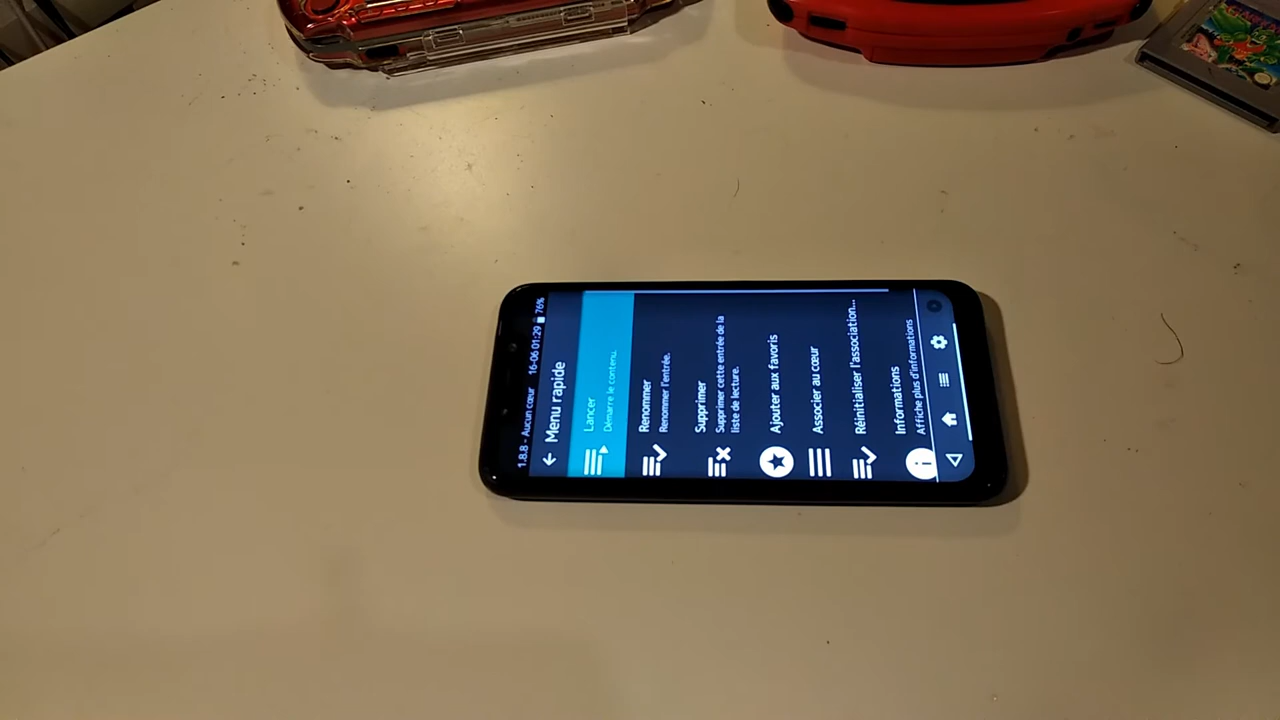 1.8.8 - Aucun cœur 16-06 01:29 76%
Menu rapide
Lancer
Démarre le contenu.
Renommer
Renommer l'entrée.
Supprimer
Supprimer cette entrée de la
liste de lecture.
Ajouter aux favoris
Associer au cœur
Réinitialiser l'association...
Informations
Affiche plus d'informations